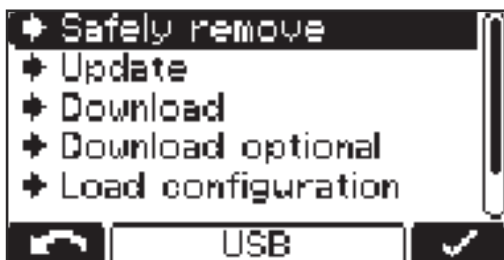 Safely remove
Update
Download
Download optional
Load configuration
USB